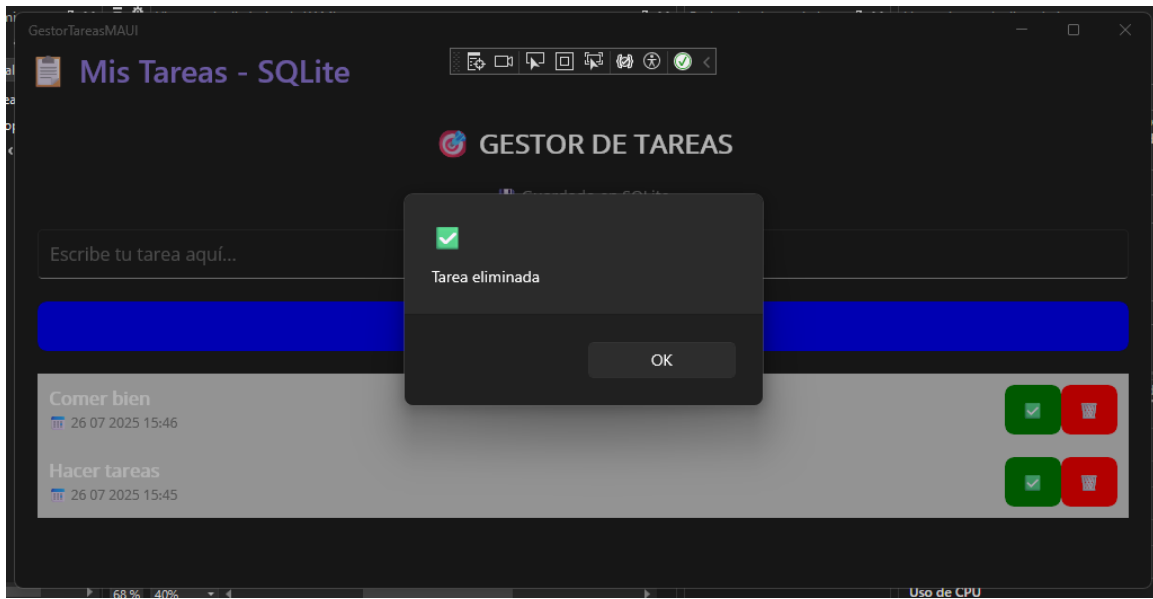 GestorTareasMAUI
Mis Tareas - SQLite
GESTOR DE TAREAS
Tarea eliminada
OK
Escribe tu tarea aquí...
Comer bien
26 07 2025 15:46
Hacer tareas
26 07 2025 15:45
68 % 40%
Uso de CPU